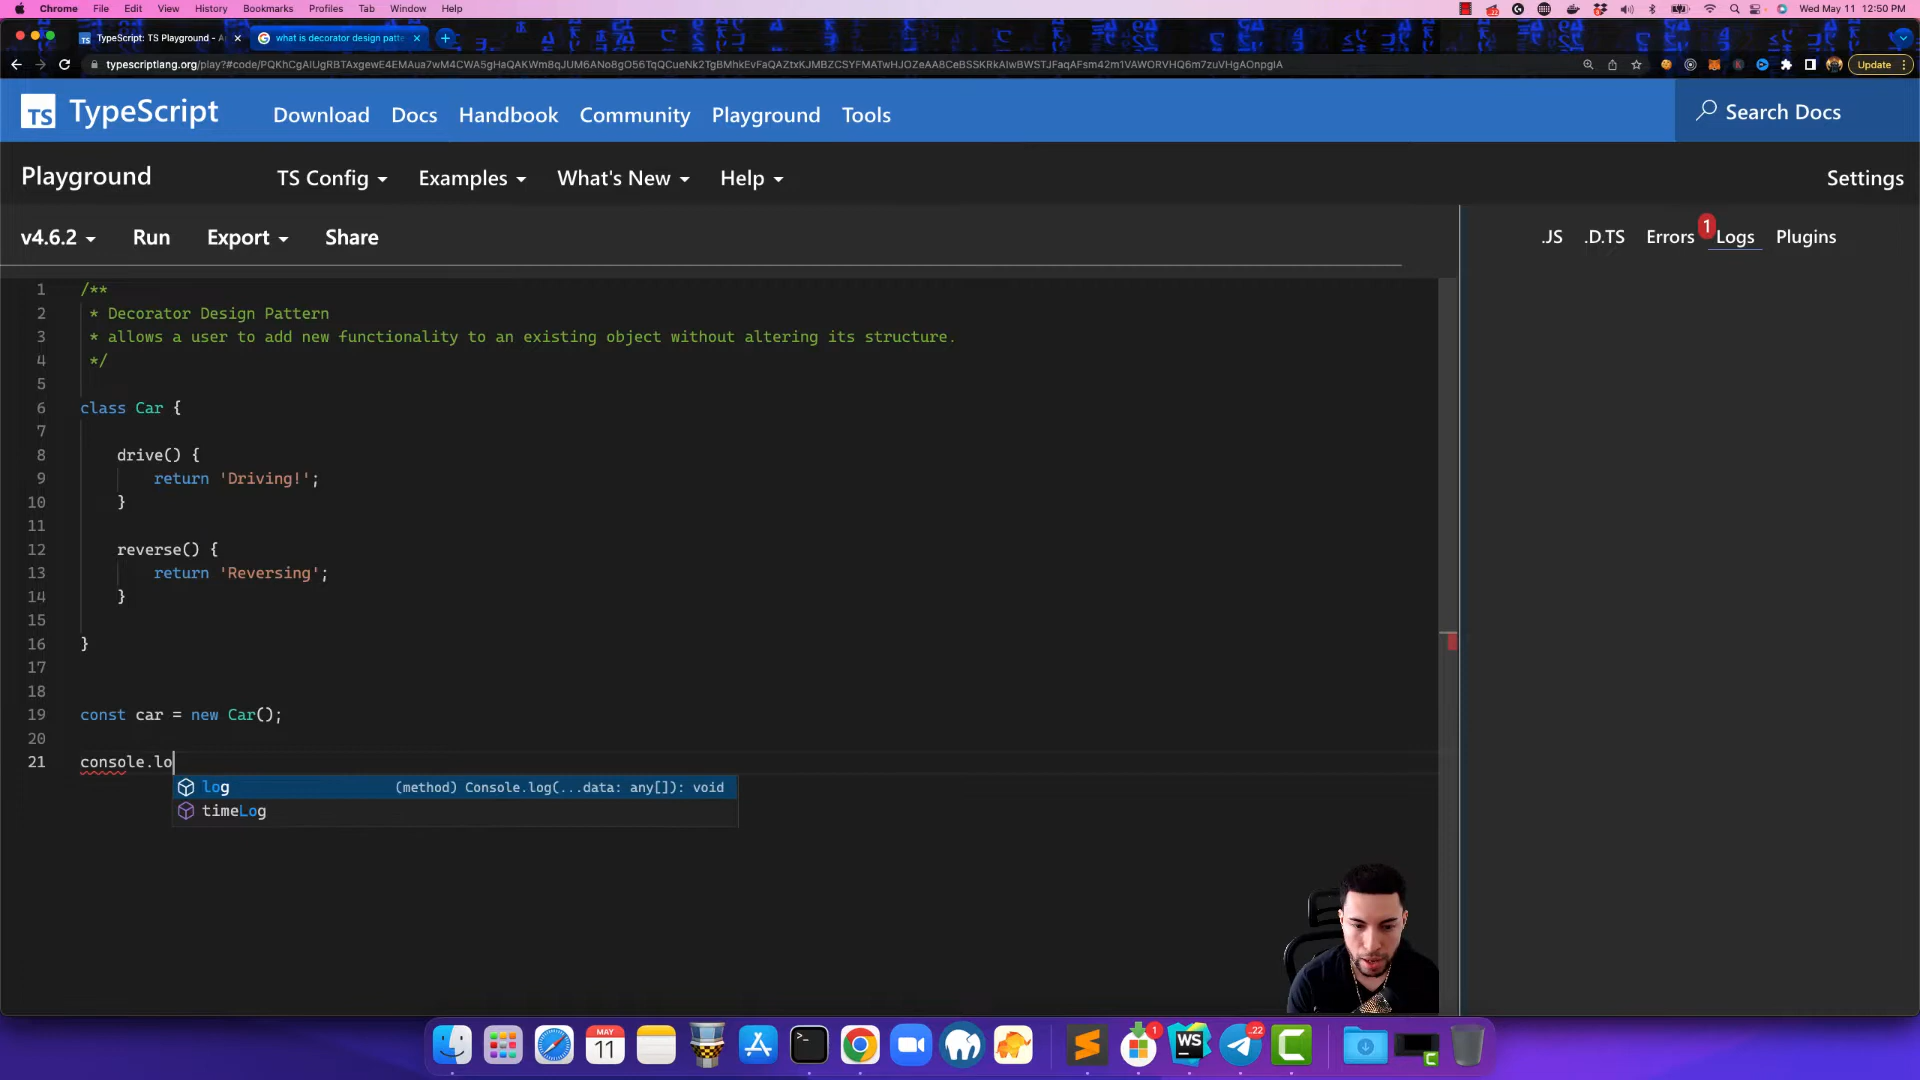 Chrome File Edit View History Bookmarks Profiles Tab Window Help Wed May 11 12:50 PM
TypeScript: TS Playground - A × what is decorator design patte × +
Update
TypeScript Download Docs Handbook Community Playground Tools Search Docs
Playground TS Config Examples What's New Help Settings
v4.6.2 Run Export Share .JS .D.TS Errors 1 Logs Plugins
1 /**
2 * Decorator Design Pattern
3 * allows a user to add new functionality to an existing object without altering its structure.
4 */
5
6 class Car {
7
8 drive() {
9 return 'Driving!';
10 }
11
12 reverse() {
13 return 'Reversing';
14 }
15
16 }
17
18
19 const car = new Car();
20
21 console.lo
log (method) Console.log(...data: any[]): void
timeLog
MAY
11
WS
1
22